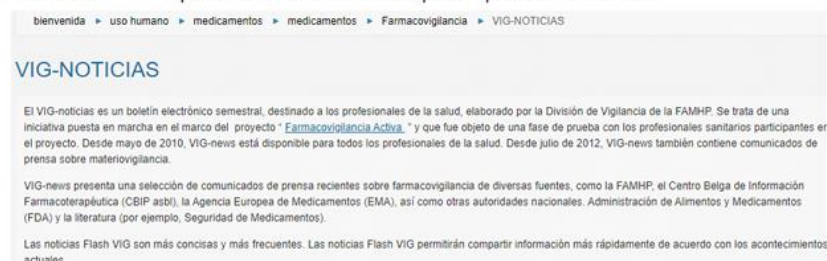 bienvenida ▸ uso humano ▸ medicamentos ▸ medicamentos ▸ Farmacovigilancia ▸ VIG-NOTICIAS
VIG-NOTICIAS
El VIG-noticias es un boletín electrónico semestral, destinado a los profesionales de la salud, elaborado por la División de Vigilancia de la FAMHP. Se trata de una
iniciativa puesta en marcha en el marco del proyecto " Farmacovigilancia Activa " y que fue objeto de una fase de prueba con los profesionales sanitarios participantes en
el proyecto. Desde mayo de 2010, VIG-news está disponible para todos los profesionales de la salud. Desde julio de 2012, VIG-news también contiene comunicados de
prensa sobre materiovigilancia.
VIG-news presenta una selección de comunicados de prensa recientes sobre farmacovigilancia de diversas fuentes, como la FAMHP, el Centro Belga de Información
Farmacoterapéutica (CBIP asbl), la Agencia Europea de Medicamentos (EMA), así como otras autoridades nacionales. Administración de Alimentos y Medicamentos
(FDA) y la literatura (por ejemplo, Seguridad de Medicamentos).
Las noticias Flash VIG son más concisas y más frecuentes. Las noticias Flash VIG permitirán compartir información más rápidamente de acuerdo con los acontecimientos
actuales.